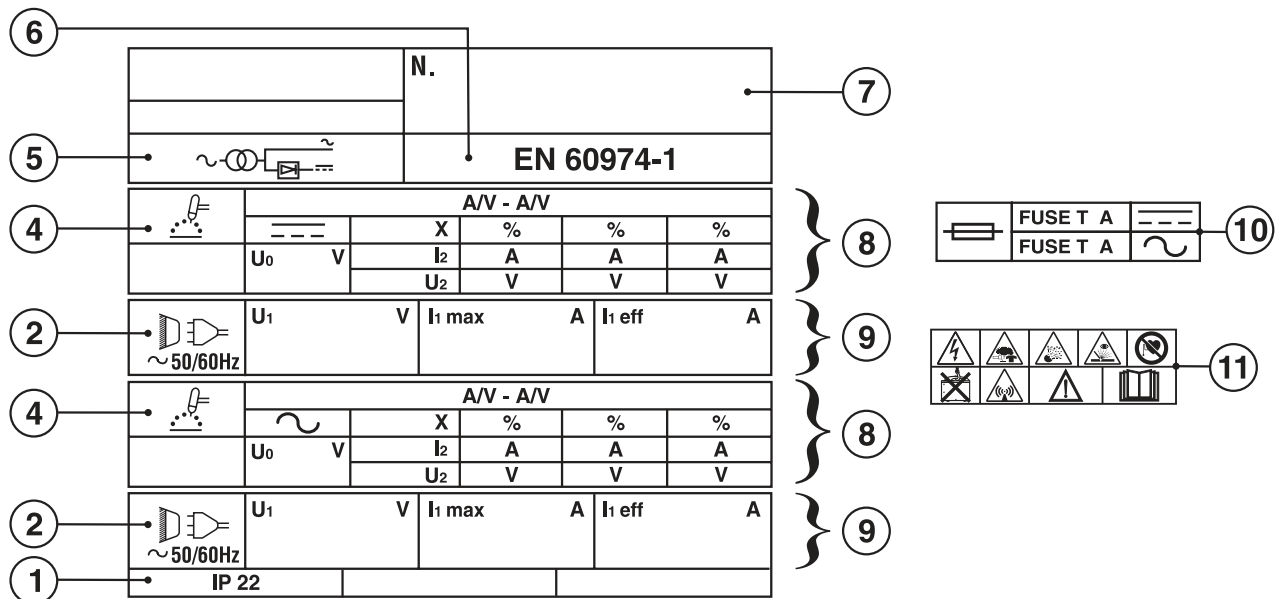 6
N.
7
5
EN 60974-1
4
A/V - A/V
X % % %
U0 V I2 A A A
U2 V V V
8
2
U1 V I1 max A I1 eff A
~ 50/60Hz
9
4
A/V - A/V
X % % %
U0 V I2 A A A
U2 V V V
8
2
U1 V I1 max A I1 eff A
~ 50/60Hz
9
1
IP 22
FUSE T A
FUSE T A
10
11